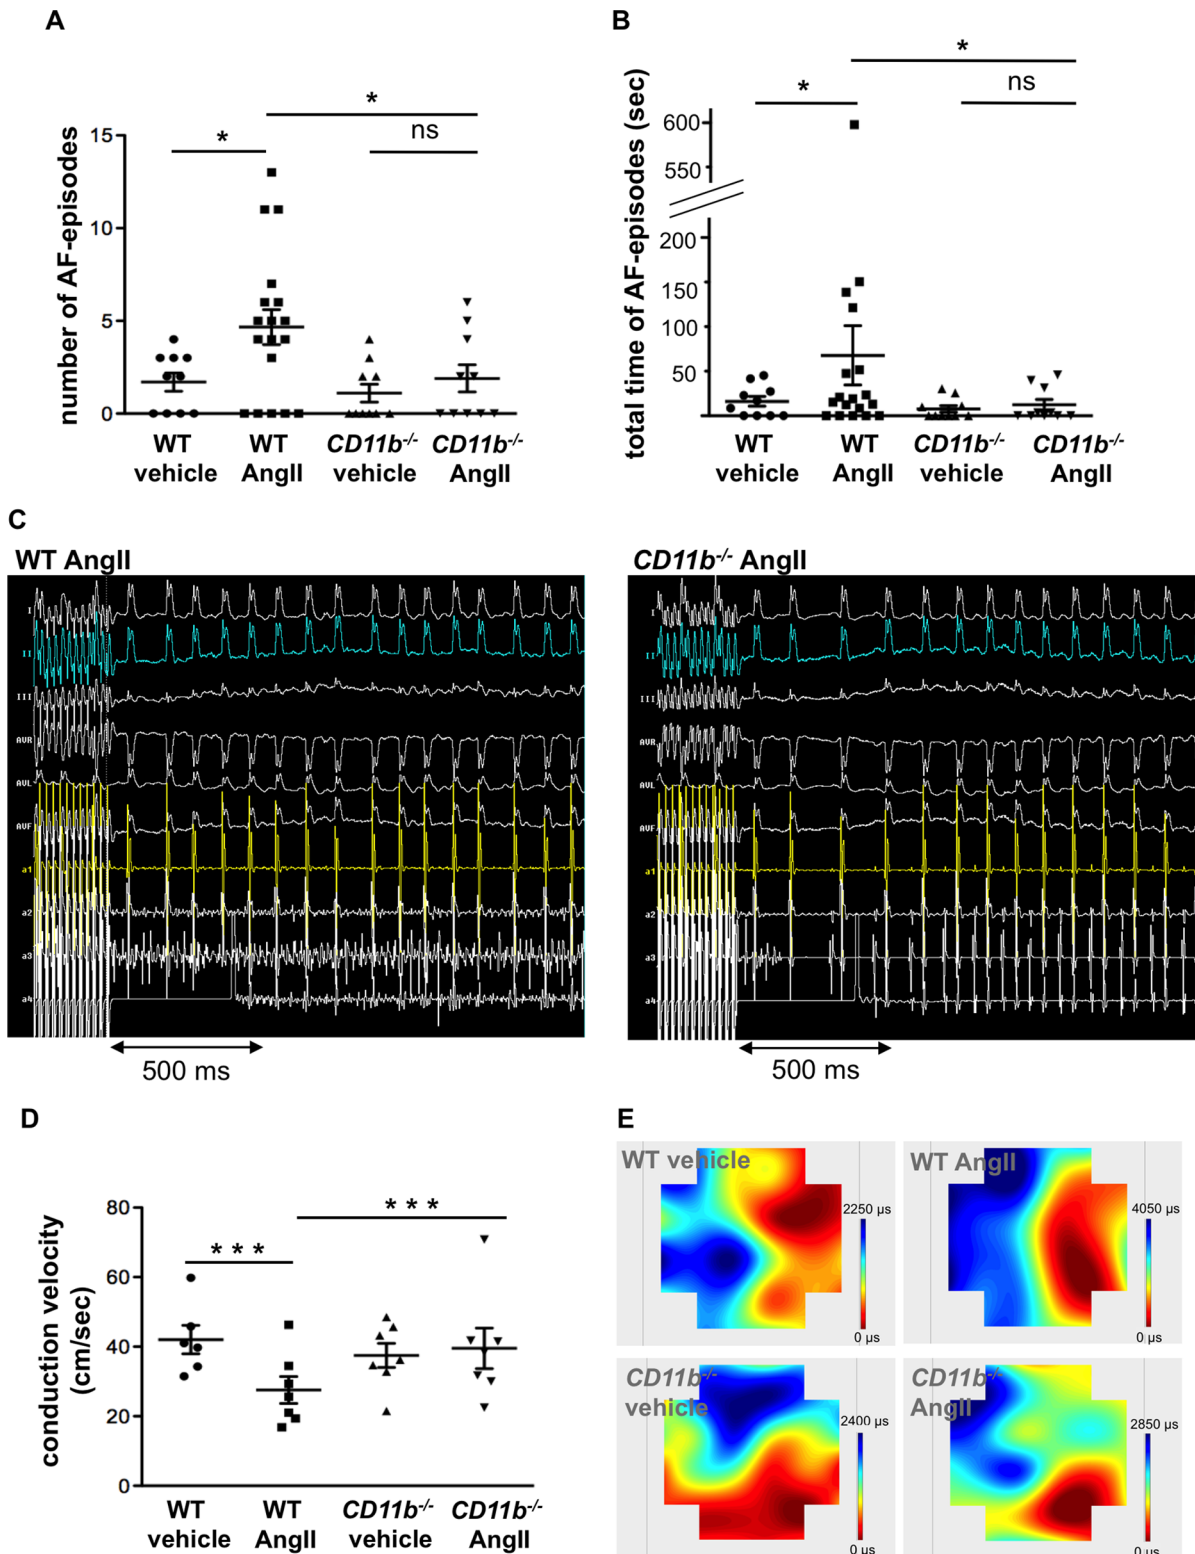 A
B
*
*
ns
15
10
5
0
number of AF-episodes
WT
vehicle
WT
AngII
CD11b-/-
vehicle
CD11b-/-
AngII
*
*
ns
600
550
200
150
100
50
total time of AF-episodes (sec)
WT
vehicle
WT
AngII
CD11b-/-
vehicle
CD11b-/-
AngII
C
WT AngII
I
II
III
AVR
AVL
AVF
a1
a2
a3
a4
500 ms
CD11b-/- AngII
I
II
III
AVR
AVL
AVF
a1
a2
a3
a4
500 ms
D
* * *
* * *
80
60
40
20
0
conduction velocity
(cm/sec)
WT
vehicle
WT
AngII
CD11b-/-
vehicle
CD11b-/-
AngII
E
WT vehicle
2250 µs
0 µs
WT AngII
4050 µs
0 µs
CD11b-/-
vehicle
2400 µs
0 µs
CD11b-/-
AngII
2850 µs
0 µs